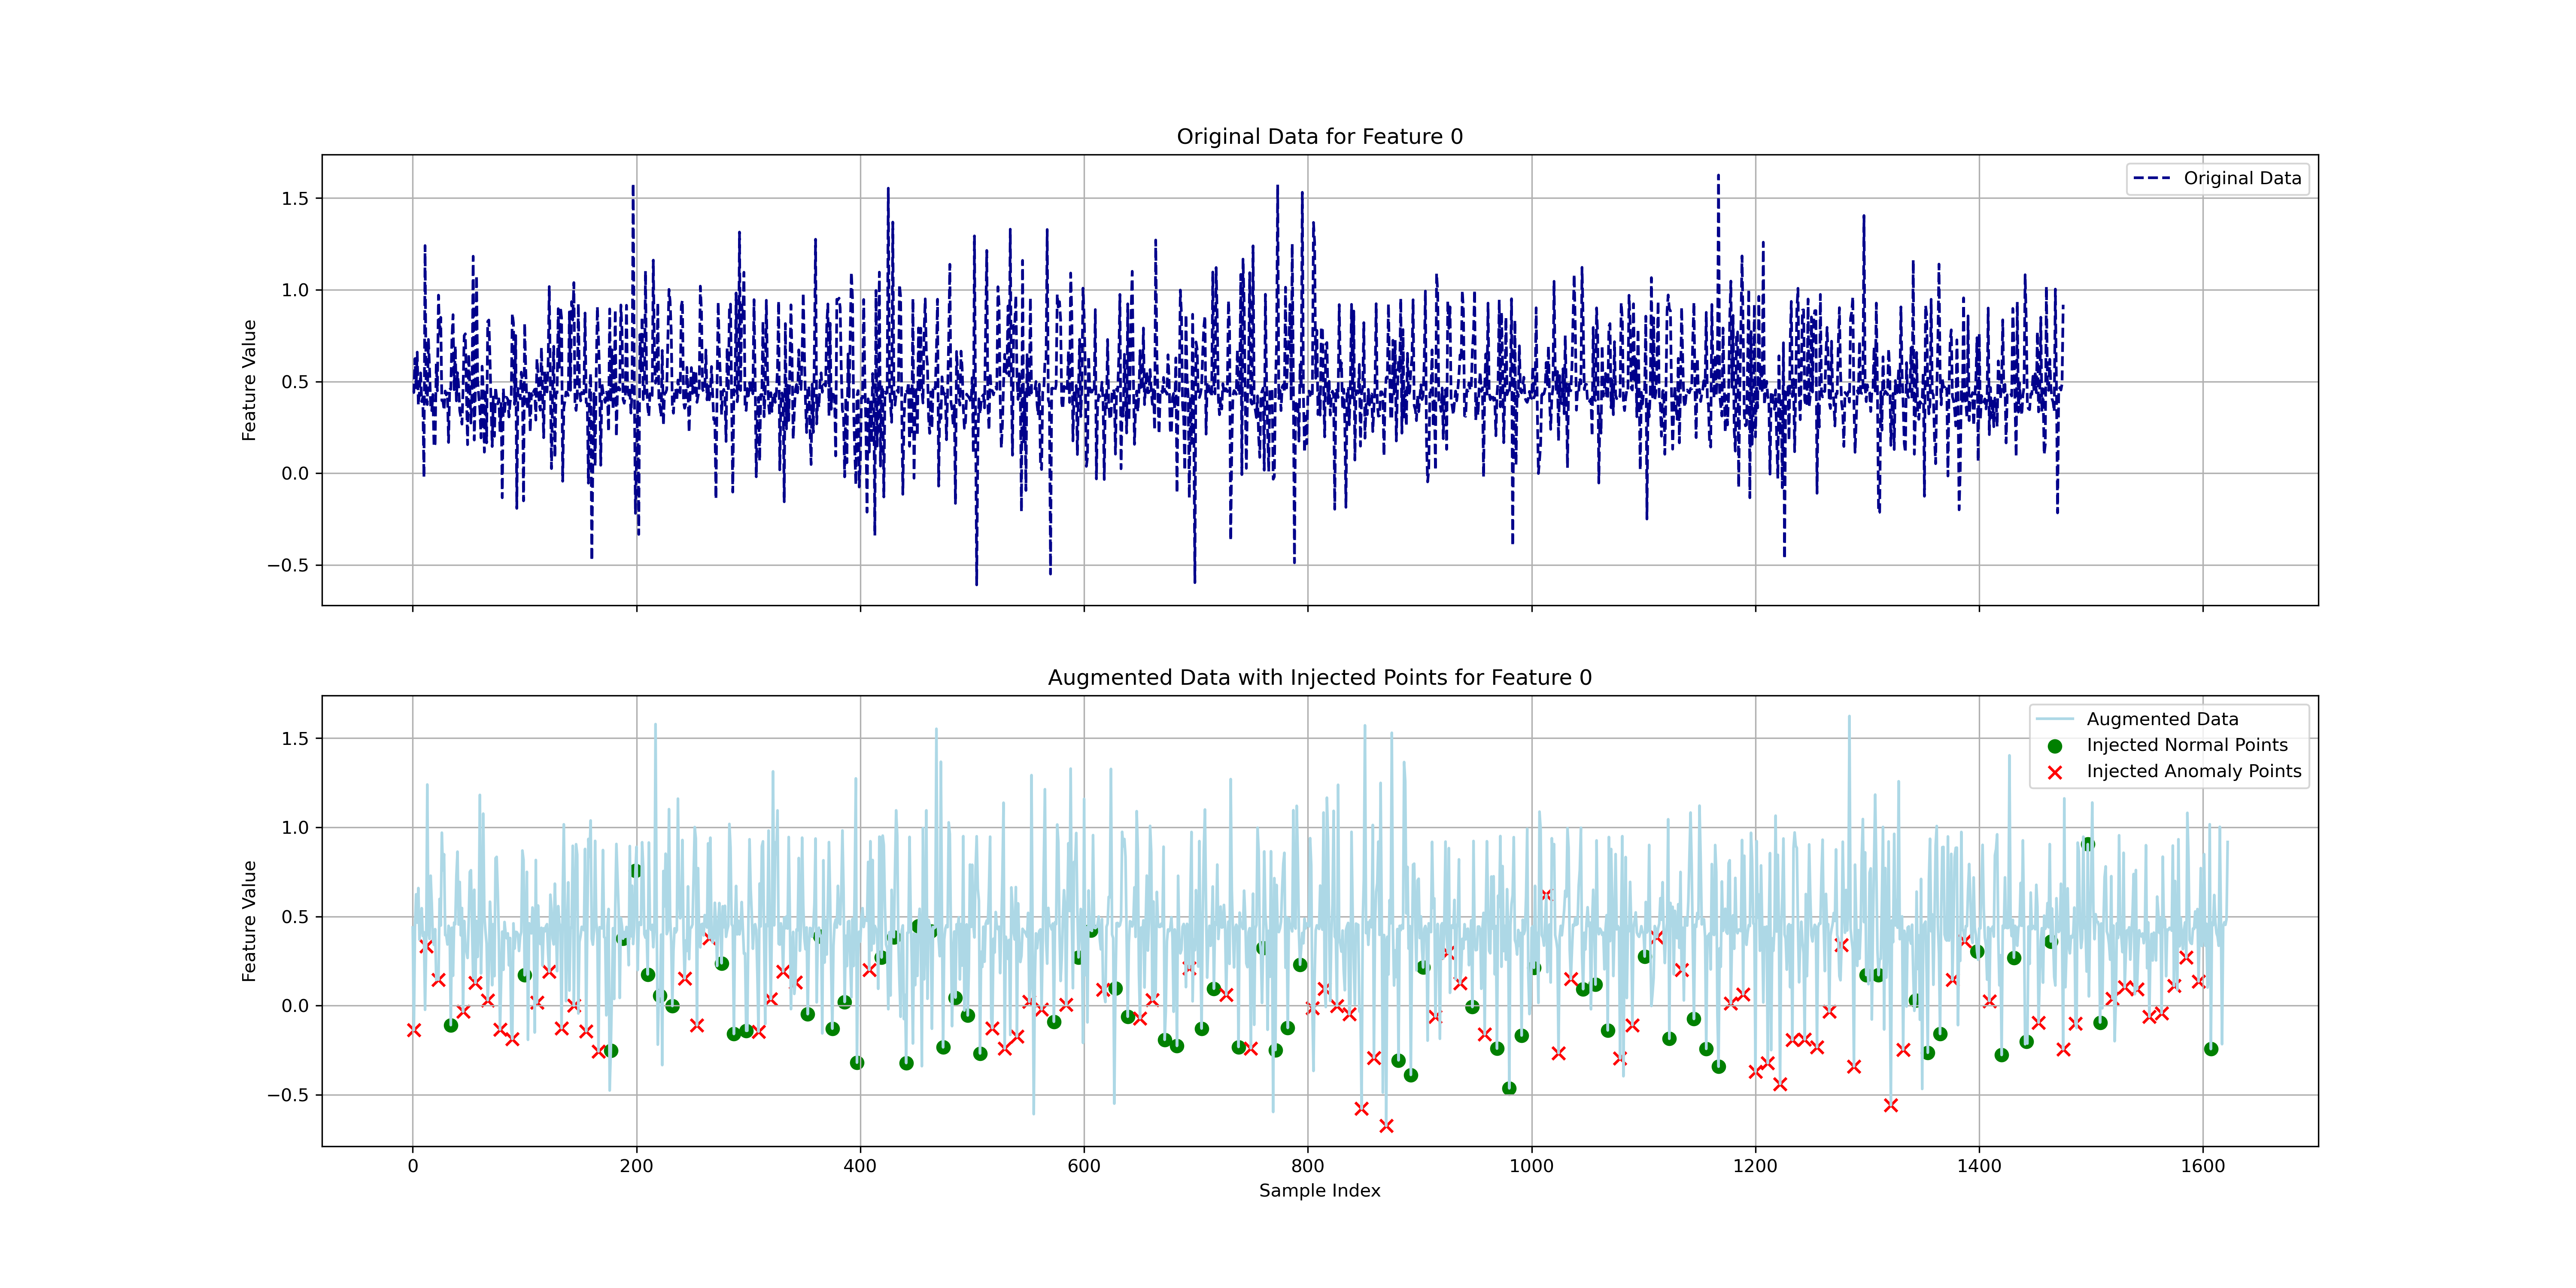 Original Data for Feature 0
Original Data
Feature Value
1.5
1.0
0.5
0.0
−0.5
Augmented Data with Injected Points for Feature 0
Augmented Data
Injected Normal Points
Injected Anomaly Points
Feature Value
1.5
1.0
0.5
0.0
−0.5
0 200 400 600 800 1000 1200 1400 1600
Sample Index